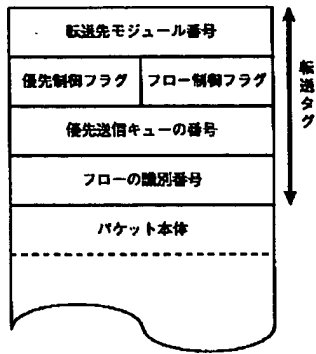 転送先モジュール番号
優先制御フラグ
フロー制御フラグ
優先送信キューの番号
フローの識別番号
パケット本体
転送タグ